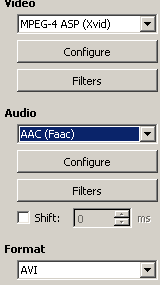 Video
MPEG-4 ASP (Xvid)
Configure
Filters
Audio
AAC (Faac)
Configure
Filters
Shift: 0 ms
Format
AVI